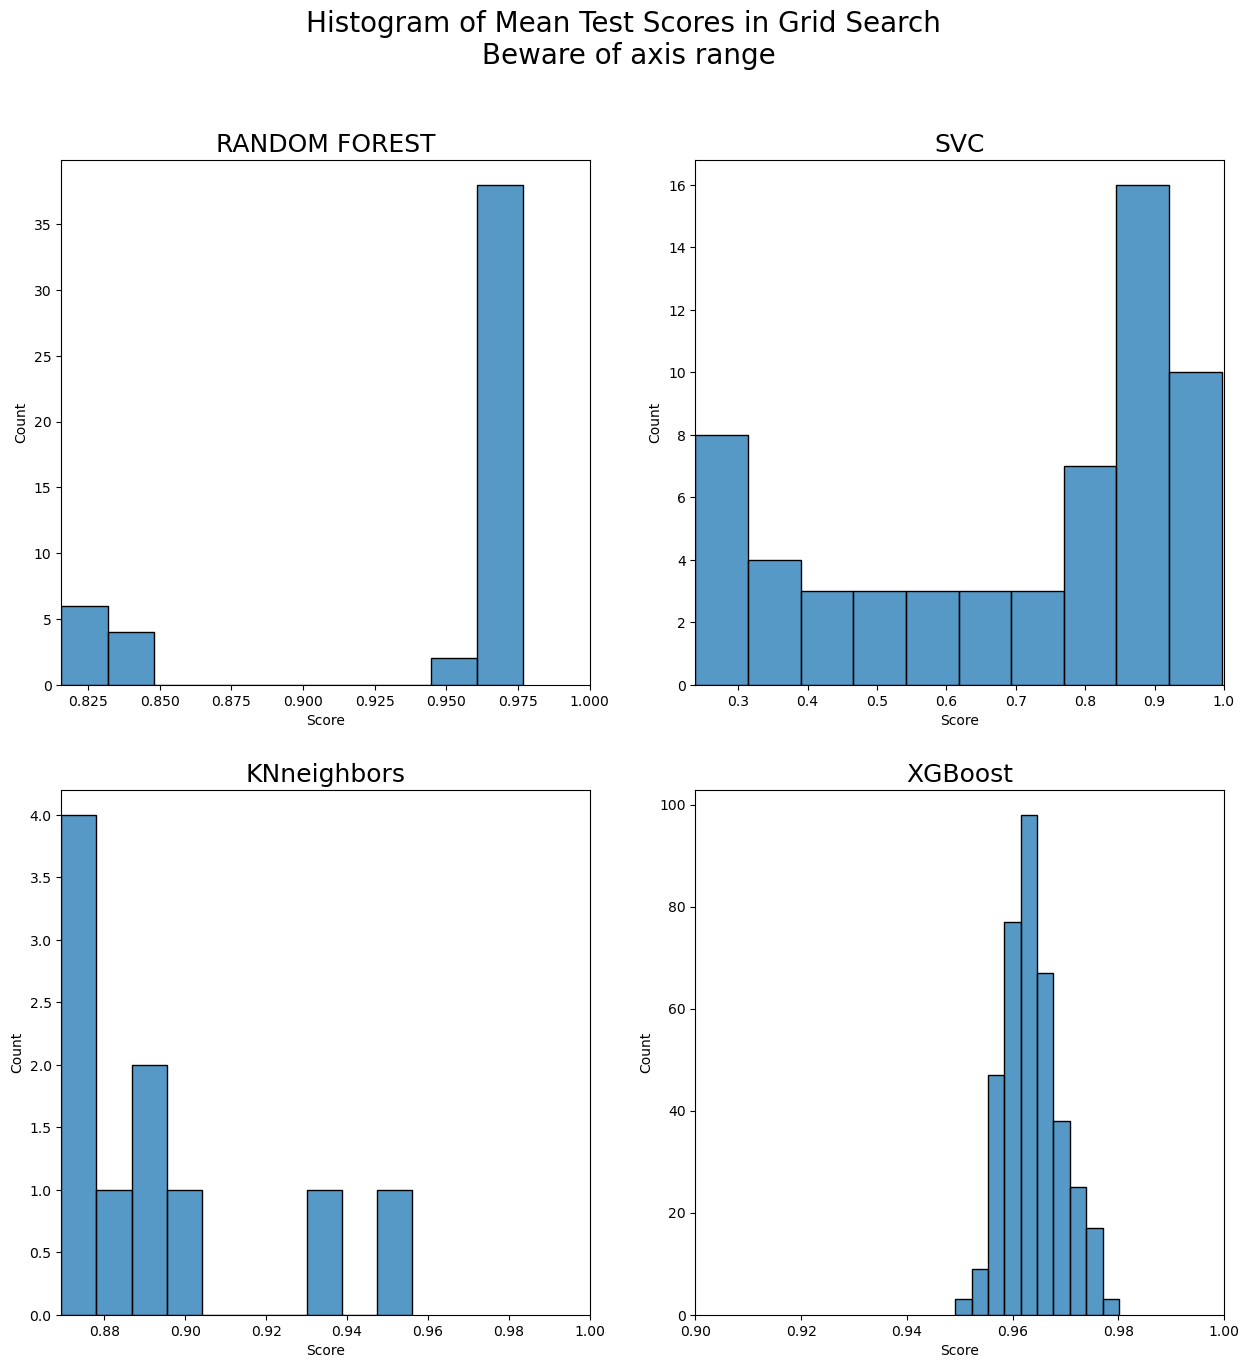 Histogram of Mean Test Scores in Grid Search
Beware of axis range
RANDOM FOREST
Count
35
30
25
20
15
10
5
0
0.825 0.850 0.875 0.900 0.925 0.950 0.975 1.000
Score
SVC
Count
16
14
12
10
8
6
4
2
0
0.3 0.4 0.5 0.6 0.7 0.8 0.9 1.0
Score
KNneighbors
Count
4.0
3.5
3.0
2.5
2.0
1.5
1.0
0.5
0.0
0.88 0.90 0.92 0.94 0.96 0.98 1.00
Score
XGBoost
Count
100
80
60
40
20
0
0.90 0.92 0.94 0.96 0.98 1.00
Score